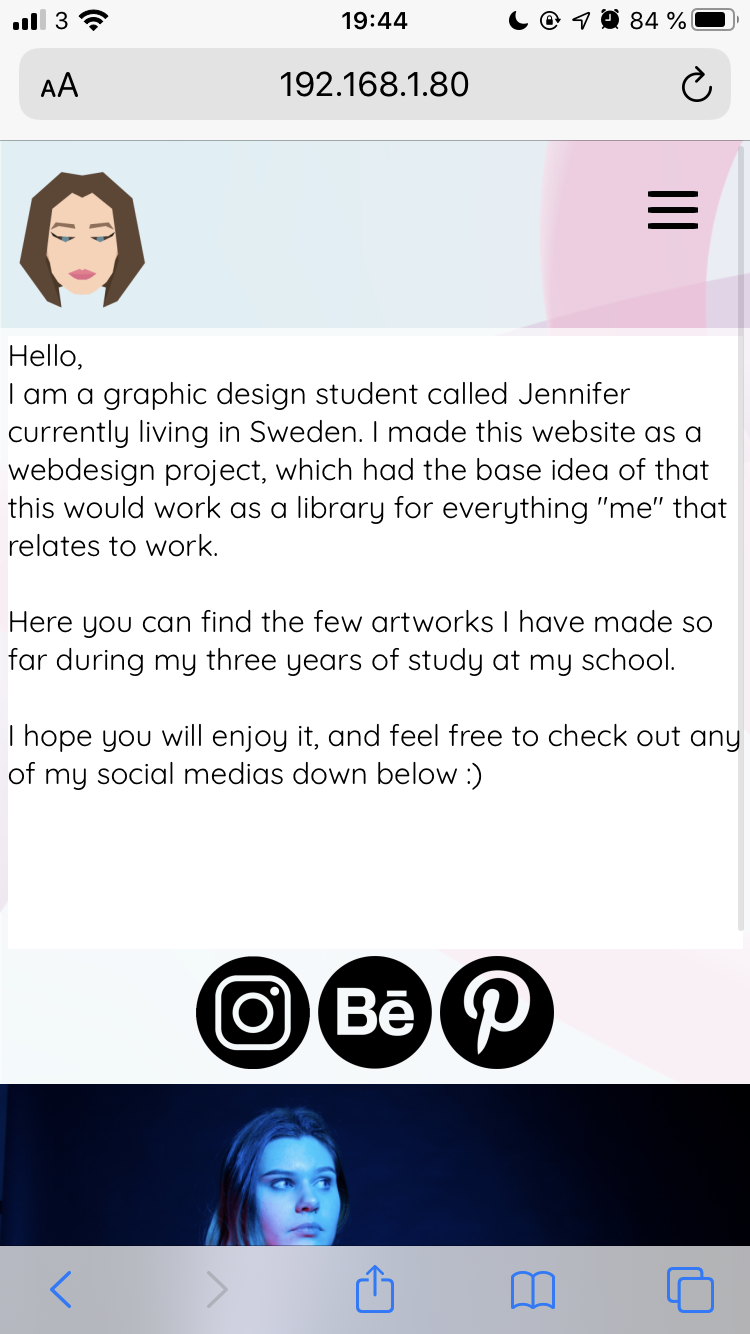 3 19:44 84 %
AA 192.168.1.80
Hello,
I am a graphic design student called Jennifer
currently living in Sweden. I made this website as a
webdesign project, which had the base idea of that
this would work as a library for everything "me" that
relates to work.
Here you can find the few artworks I have made so
far during my three years of study at my school.
I hope you will enjoy it, and feel free to check out any
of my social medias down below :)
Bē